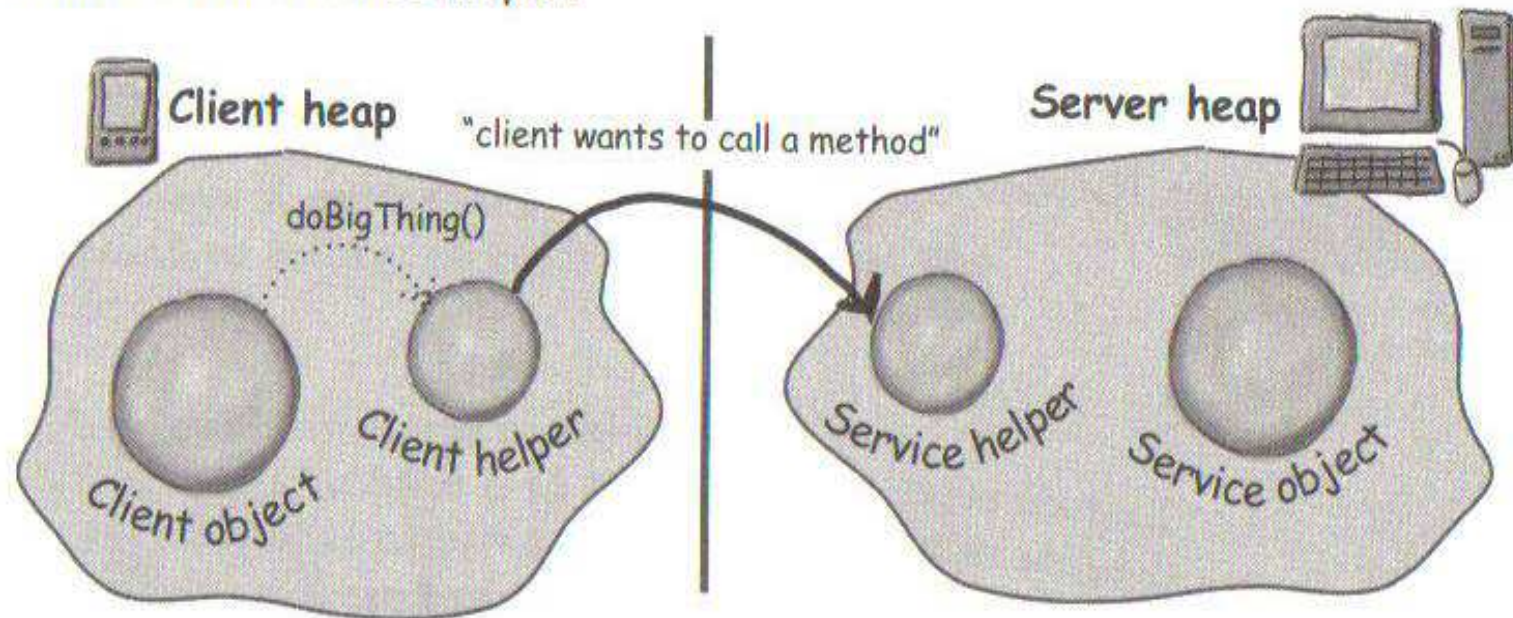 Client heap
Server heap
"client wants to call a method"
doBigThing()
Client helper
Client object
Service helper
Service object